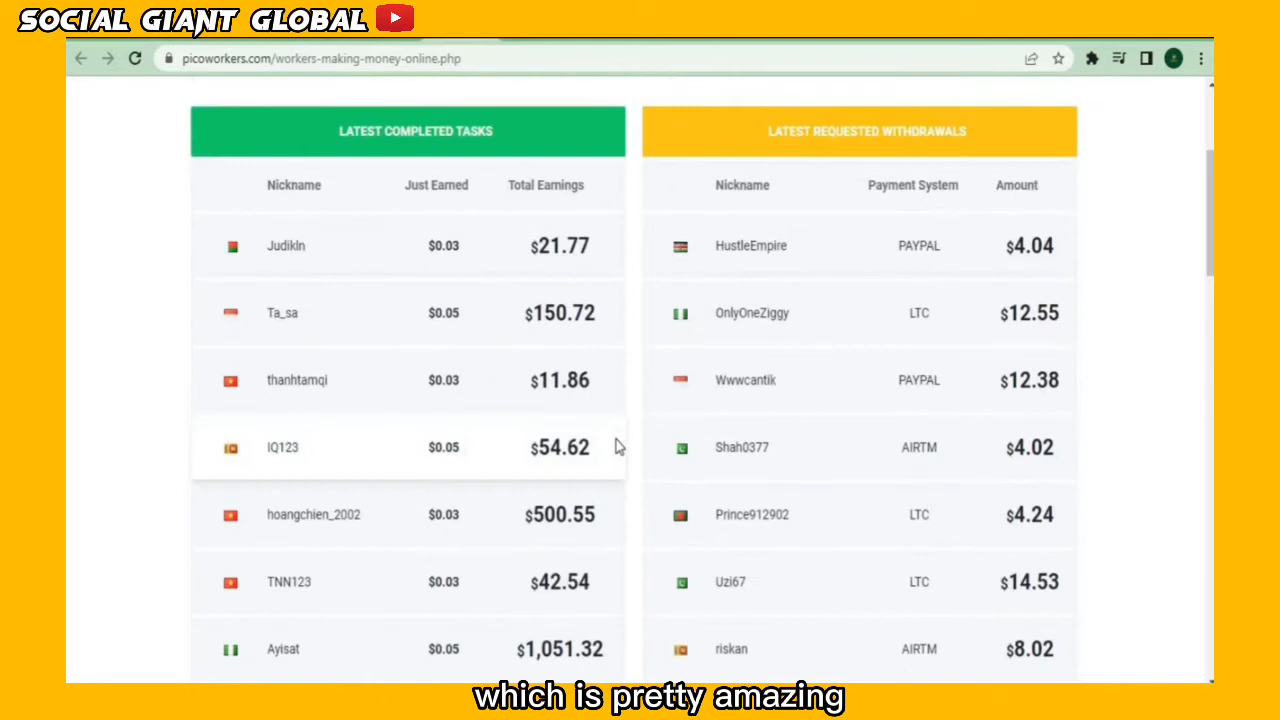 SOCIAL GIANT GLOBAL
picoworkers.com/workers-making-money-online.php
LATEST COMPLETED TASKS
Nickname Just Earned Total Earnings
Judikln $0.03 $21.77
Ta_sa $0.05 $150.72
thanhtamqi $0.03 $11.86
IQ123 $0.05 $54.62
hoangchien_2002 $0.03 $500.55
TNN123 $0.03 $42.54
Ayisat $0.05 $1,051.32
LATEST REQUESTED WITHDRAWALS
Nickname Payment System Amount
HustleEmpire PAYPAL $4.04
OnlyOneZiggy LTC $12.55
Wwwcantik PAYPAL $12.38
Shah0377 AIRTM $4.02
Prince912902 LTC $4.24
Uzi67 LTC $14.53
riskan AIRTM $8.02
which is pretty amazing